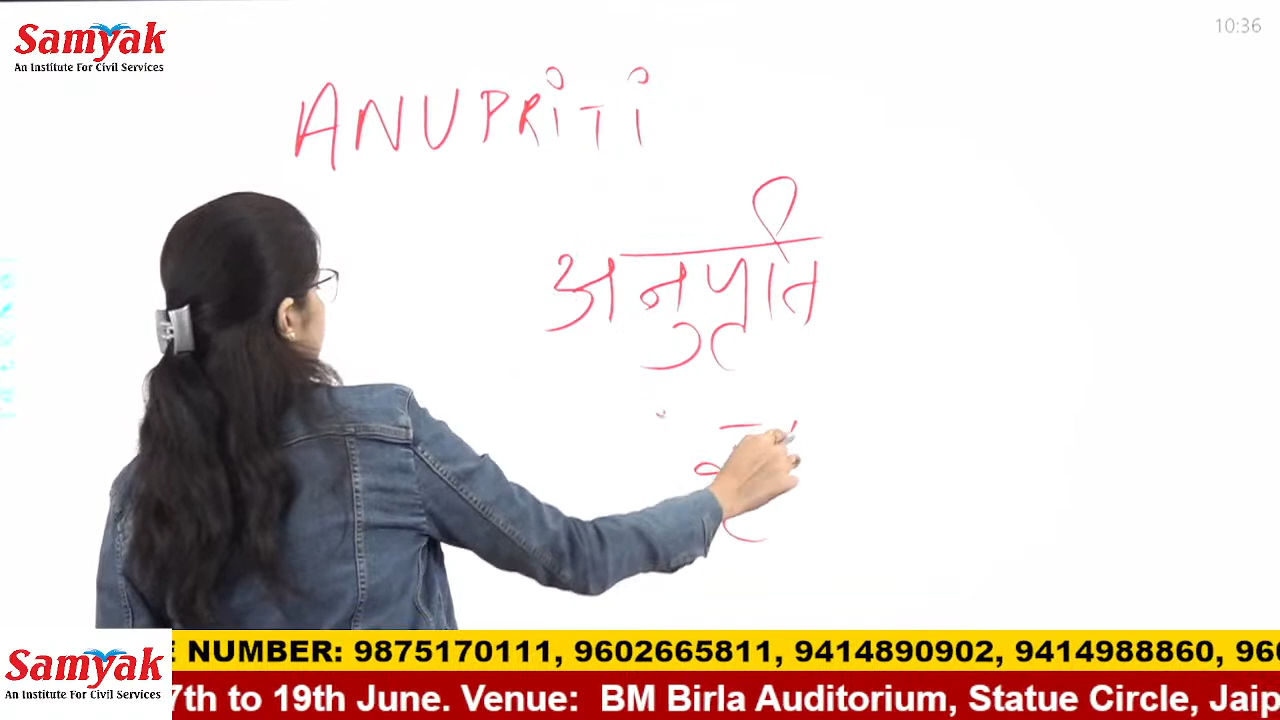 Samyak
An Institute For Civil Services
10:36
ANUPRiTi
अनुपृति
Samyak
An Institute For Civil Services
E NUMBER: 9875170111, 9602665811, 9414890902, 9414988860, 960
7th to 19th June. Venue: BM Birla Auditorium, Statue Circle, Jaip